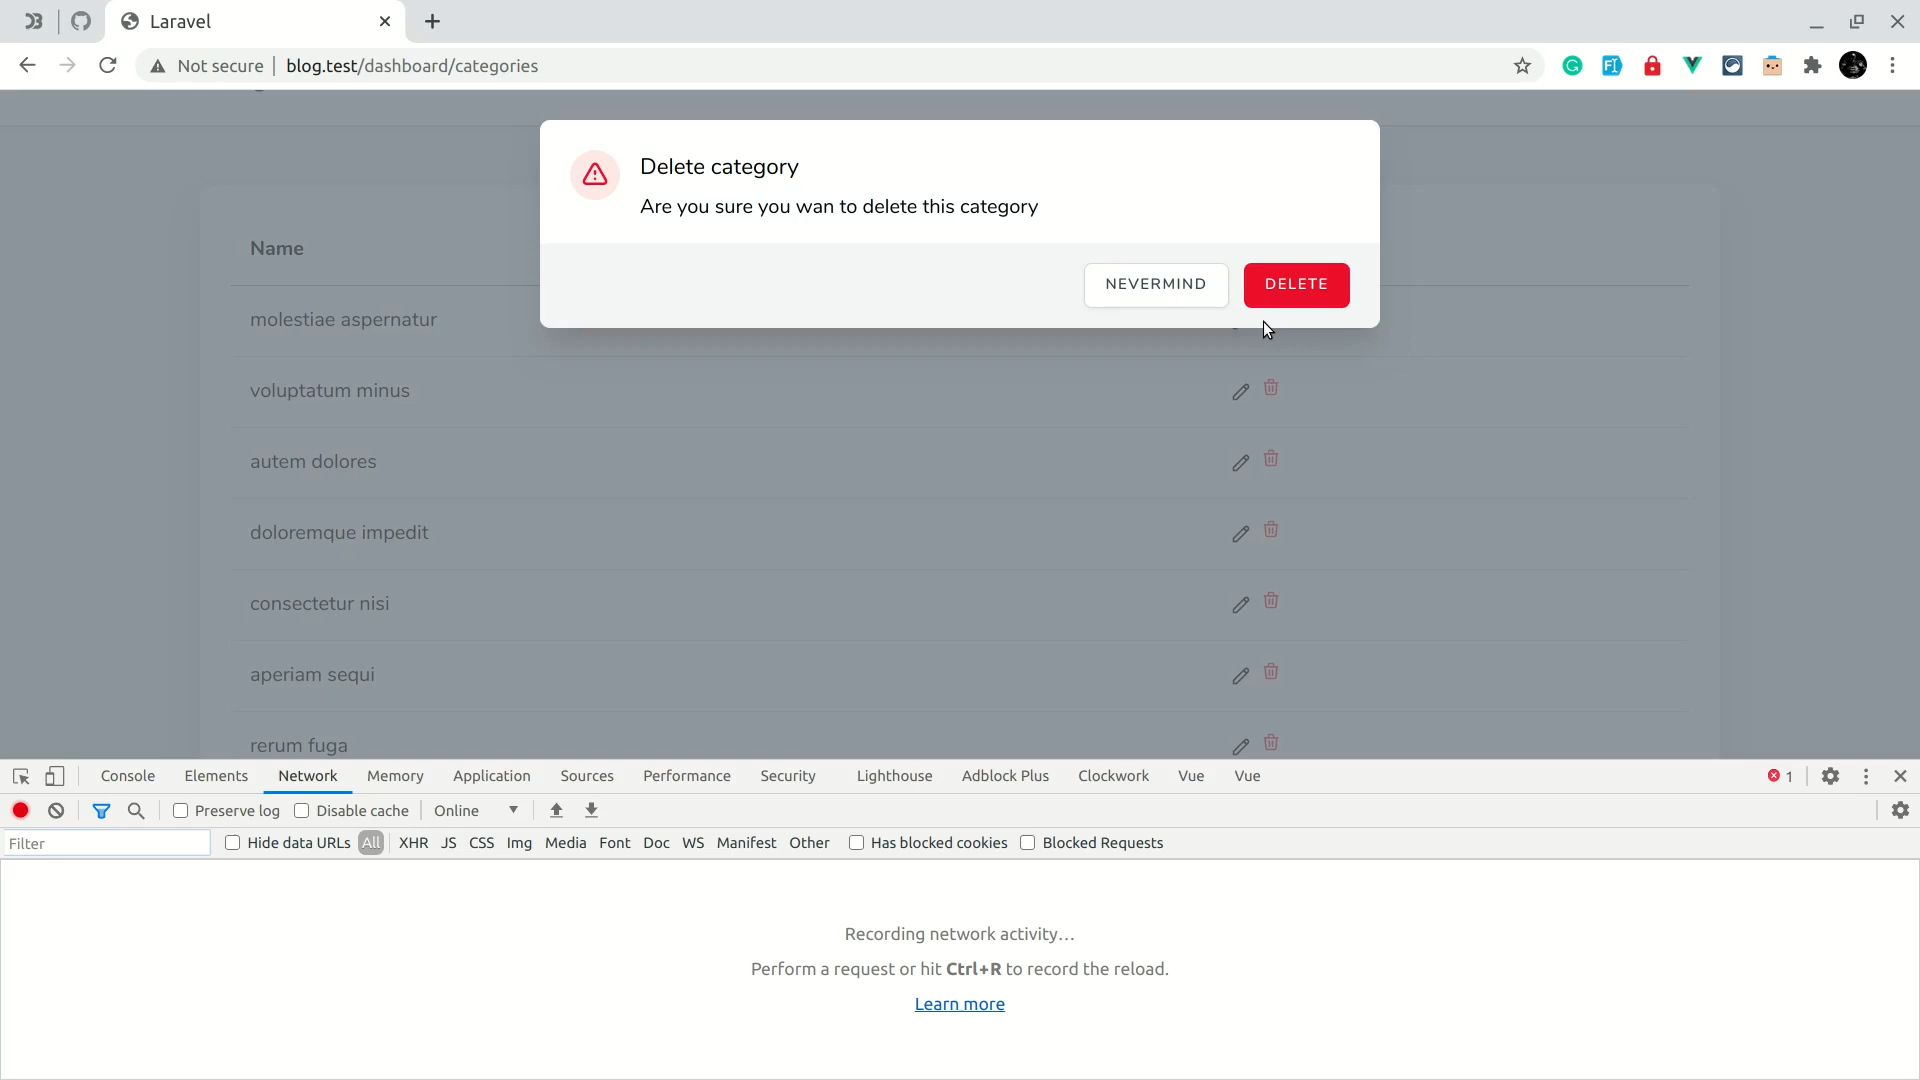 Laravel
Not secure blog.test/dashboard/categories
Delete category
Are you sure you wan to delete this category
NEVERMIND DELETE
Name
molestiae aspernatur
voluptatum minus
autem dolores
doloremque impedit
consectetur nisi
aperiam sequi
rerum fuga
Console Elements Network Memory Application Sources Performance Security Lighthouse Adblock Plus Clockwork Vue Vue 1
Preserve log Disable cache Online
Filter Hide data URLs All XHR JS CSS Img Media Font Doc WS Manifest Other Has blocked cookies Blocked Requests
Recording network activity…
Perform a request or hit Ctrl+R to record the reload.
Learn more